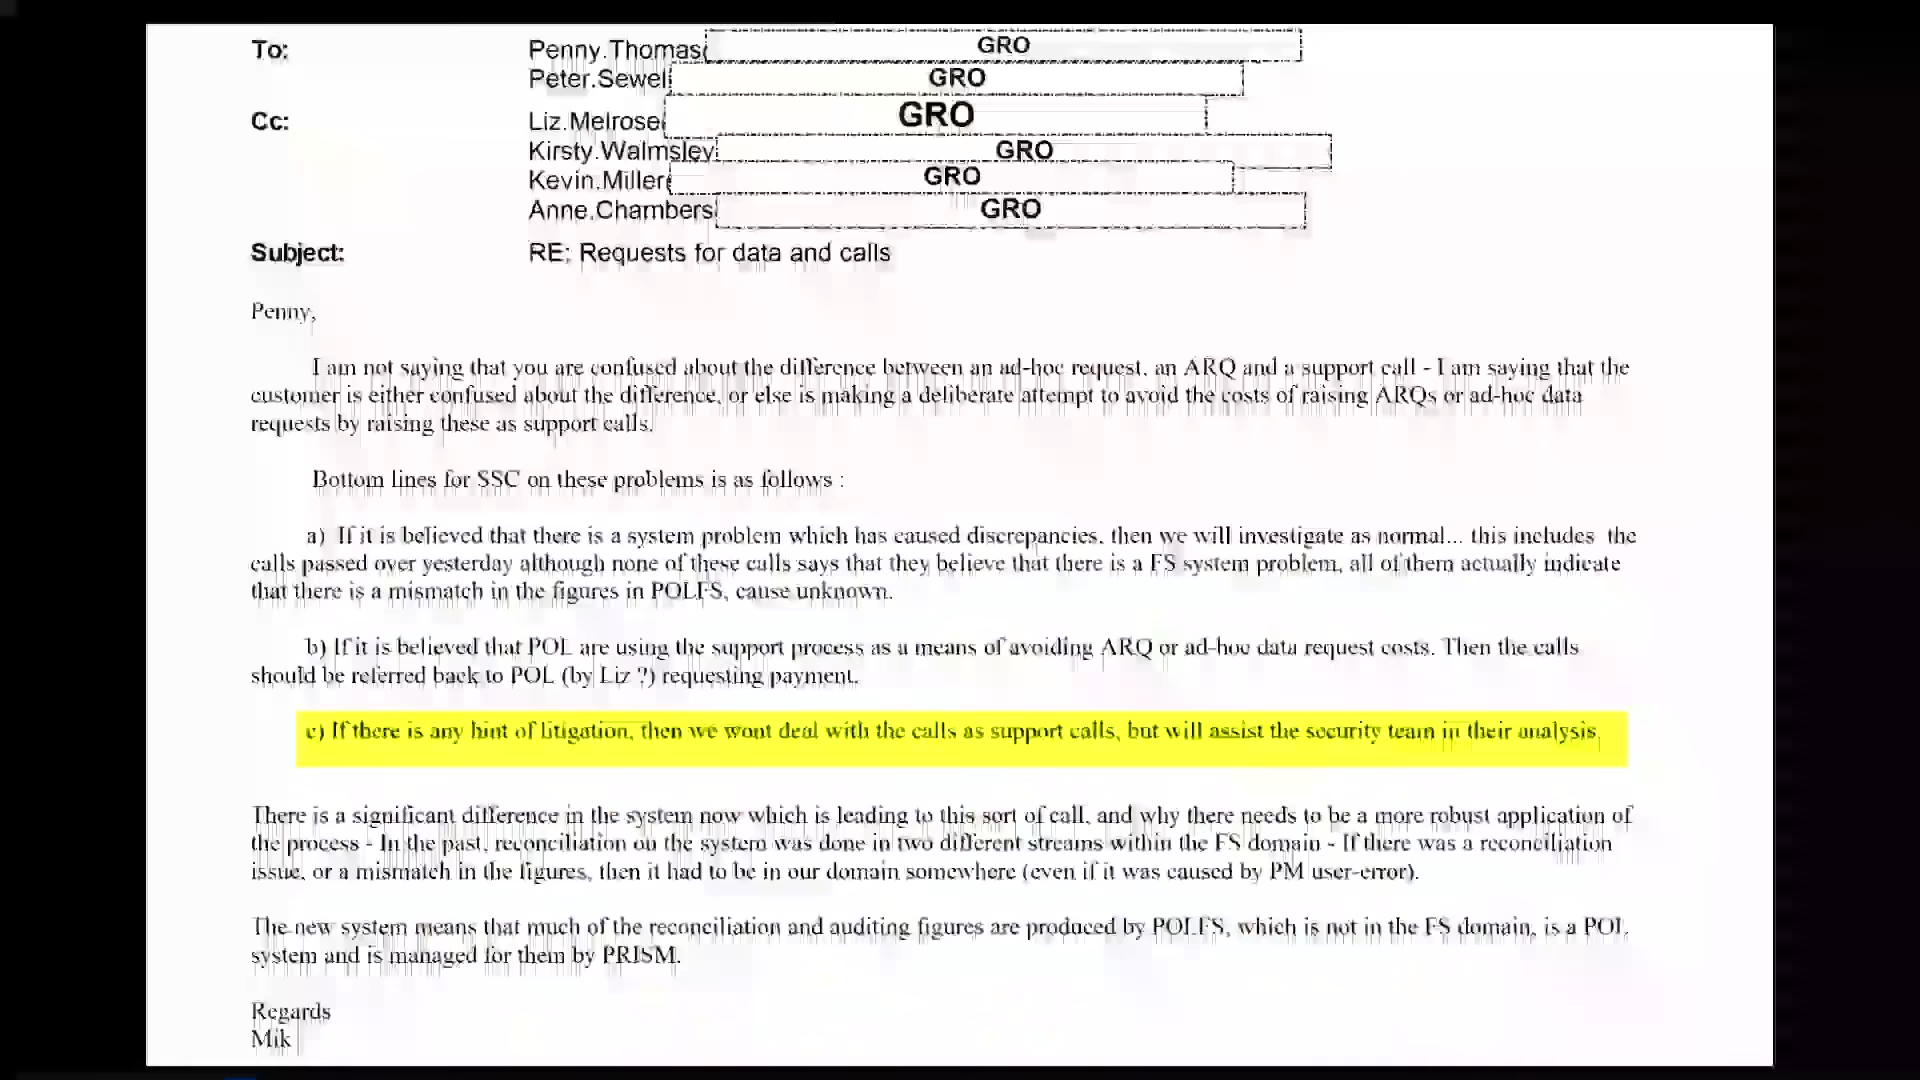 To: Penny.Thomas GRO
Peter.Sewel GRO
Cc: Liz.Melrose GRO
Kirsty.Walmsley GRO
Kevin.Miller GRO
Anne.Chambers GRO
Subject: RE: Requests for data and calls
Penny,
I am not saying that you are confused about the difference between an ad-hoc request, an ARQ and a support call - I am saying that the
customer is either confused about the difference, or else is making a deliberate attempt to avoid the costs of raising ARQs or ad-hoc data
requests by raising these as support calls.
Bottom lines for SSC on these problems is as follows :
a) If it is believed that there is a system problem which has caused discrepancies, then we will investigate as normal... this includes the
calls passed over yesterday although none of these calls says that they believe that there is a FS system problem, all of them actually indicate
that there is a mismatch in the figures in POLFS, cause unknown.
b) If it is believed that POL are using the support process as a means of avoiding ARQ or ad-hoc data request costs. Then the calls
should be referred back to POL (by Liz ?) requesting payment.
c) If there is any hint of litigation, then we wont deal with the calls as support calls, but will assist the security team in their analysis.
There is a significant difference in the system now which is leading to this sort of call, and why there needs to be a more robust application of
the process - In the past, reconciliation on the system was done in two different streams within the FS domain - If there was a reconciliation
issue, or a mismatch in the figures, then it had to be in our domain somewhere (even if it was caused by PM user-error).
The new system means that much of the reconciliation and auditing figures are produced by POLFS, which is not in the FS domain, is a POL
system and is managed for them by PRISM.
Regards
Mik